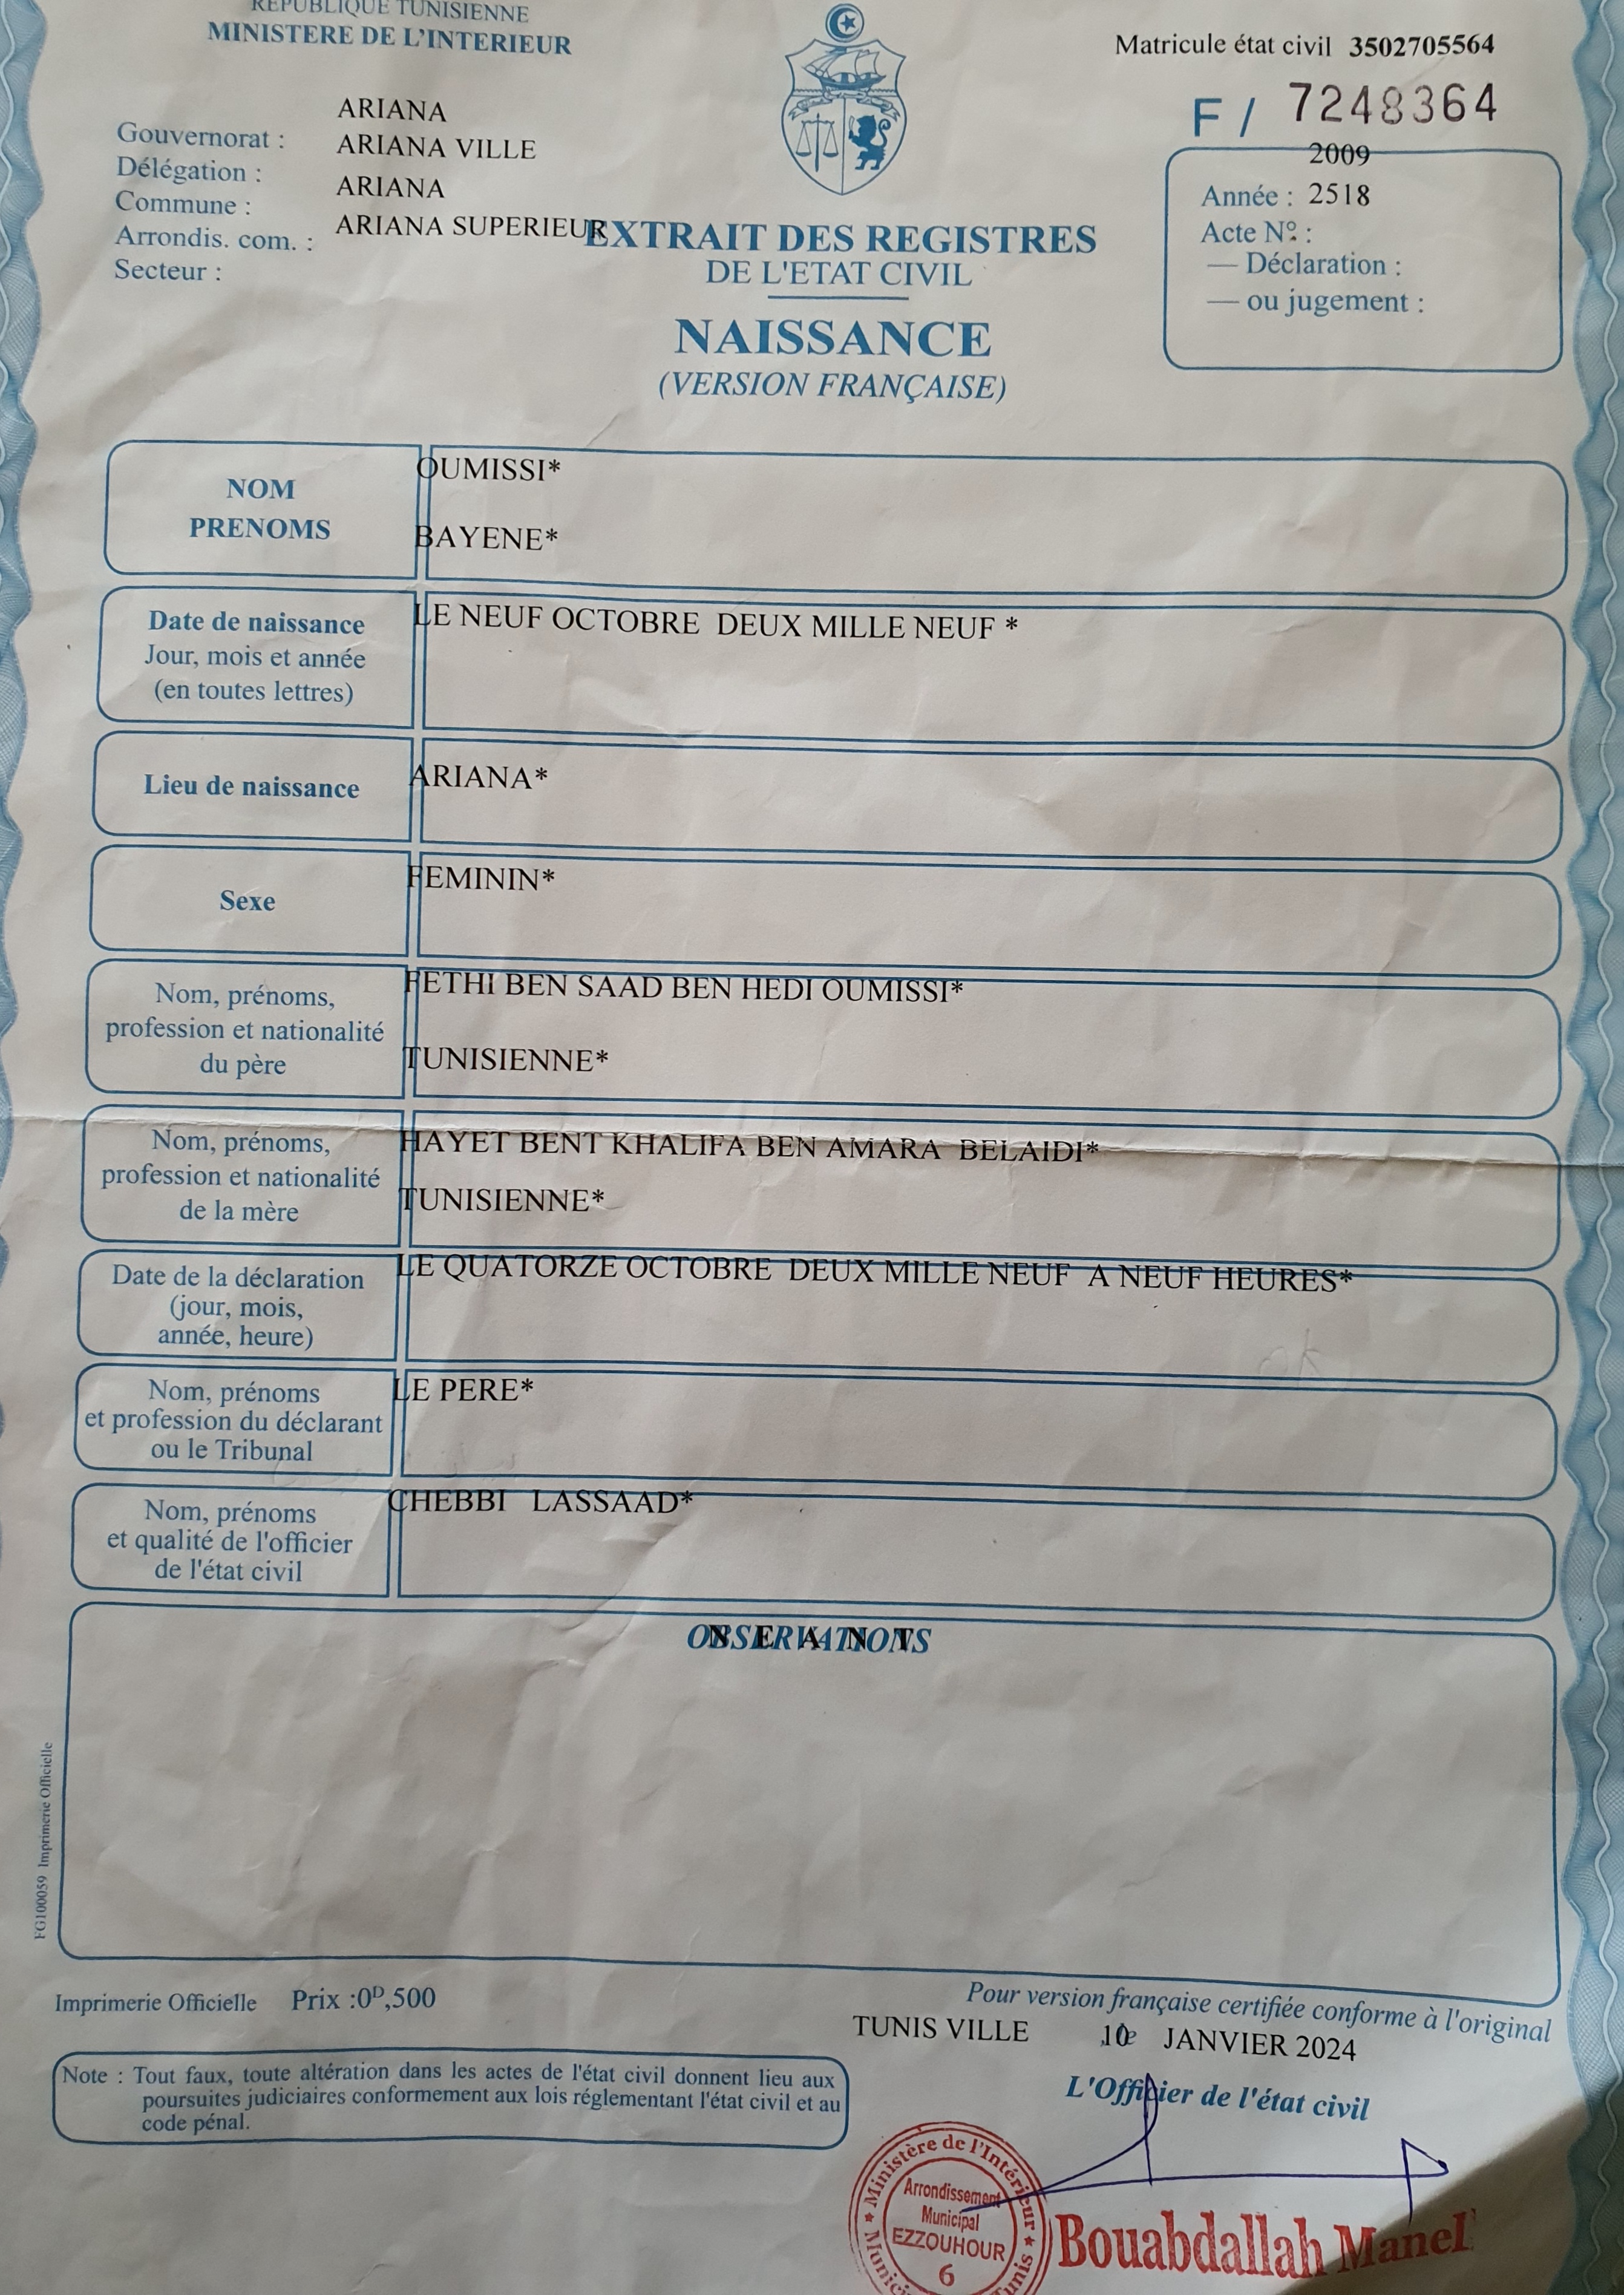 REPUBLIQUE TUNISIENNE
MINISTERE DE L'INTERIEUR
Matricule état civil 3502705564
F / 7248364
ARIANA
Gouvernorat :
ARIANA VILLE
Délégation :
ARIANA
Commune :
ARIANA SUPERIEUR
Arrondis. com. :
Secteur :
2009
Année : 2518
Acte Nº :
— Déclaration :
— ou jugement :
EXTRAIT DES REGISTRES
DE L'ETAT CIVIL
NAISSANCE
(VERSION FRANÇAISE)
NOM
PRENOMS
OUMISSI*
BAYENE*
Date de naissance
Jour, mois et année
(en toutes lettres)
LE NEUF OCTOBRE DEUX MILLE NEUF *
Lieu de naissance
ARIANA*
Sexe
FEMININ*
Nom, prénoms,
profession et nationalité
du père
FETHI BEN SAAD BEN HEDI OUMISSI*
TUNISIENNE*
Nom, prénoms,
profession et nationalité
de la mère
HAYET BENT KHALIFA BEN AMARA BELAIDI*
TUNISIENNE*
Date de la déclaration
(jour, mois,
année, heure)
LE QUATORZE OCTOBRE DEUX MILLE NEUF A NEUF HEURES*
Nom, prénoms
et profession du déclarant
ou le Tribunal
LE PERE*
Nom, prénoms
et qualité de l'officier
de l'état civil
CHEBBI LASSAAD*
OBSERVATIONS
N E A N T
FG100059 Imprimerie Officielle
Imprimerie Officielle Prix :0ᴰ,500
Pour version française certifiée conforme à l'original
TUNIS VILLE le 10 JANVIER 2024
L'Officier de l'état civil
Note : Tout faux, toute altération dans les actes de l'état civil donnent lieu aux
poursuites judiciaires conformement aux lois réglementant l'état civil et au
code pénal.
Ministère de l'Intérieur
Arrondissement
Municipal
EZZOUHOUR
6
Tunis
Bouabdallah Manel